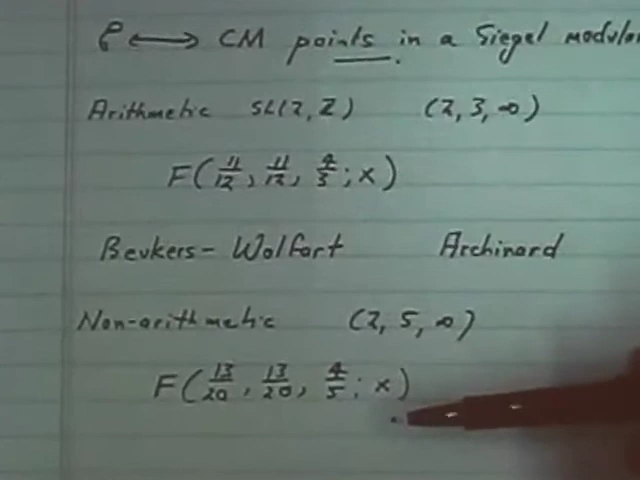 ⟷ CM points in a Siegel modular
Arithmetic SL(2, Z) (2, 3, ∞)
F(11/12, 11/12, 4/3; x)
Beukers- Wolfart Archinard
Non-arithmetic (2, 5, ∞)
F(13/20, 13/20, 4/5; x)